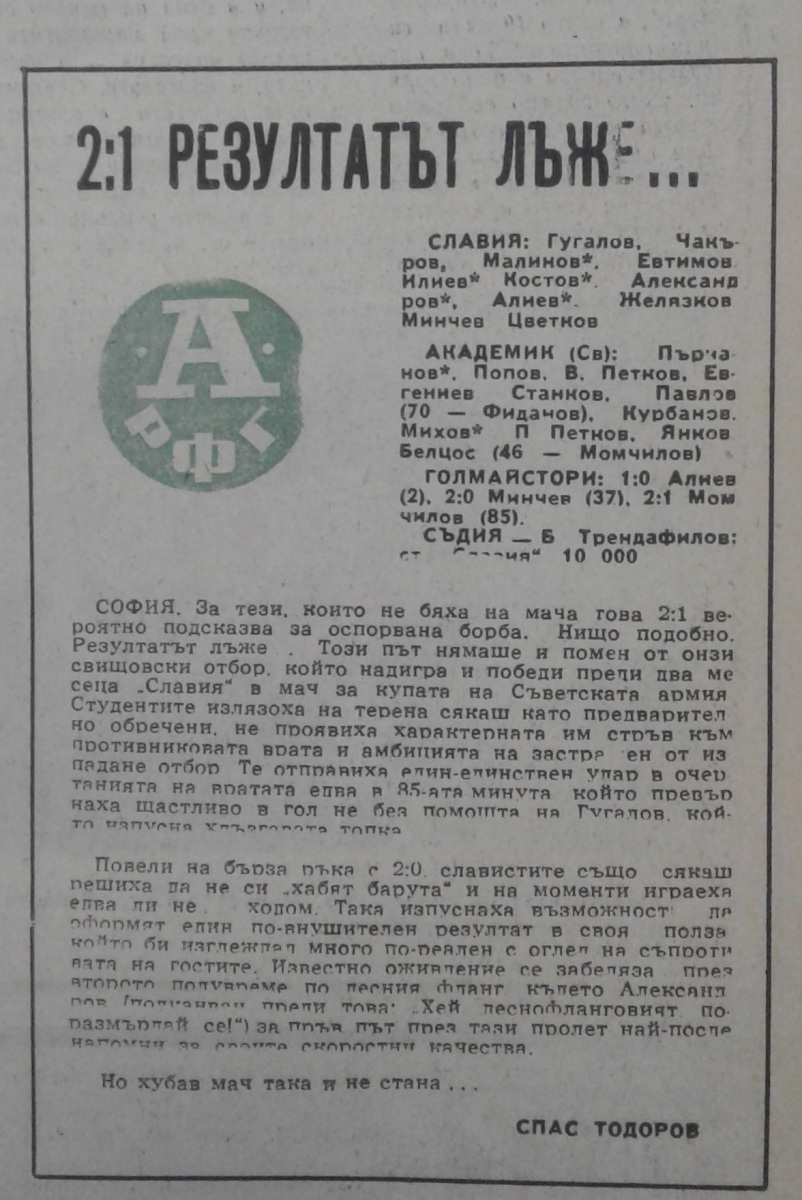 2:1 РЕЗУЛТАТЪТ ЛЪЖЕ...
СЛАВИЯ: Гугалов, Чакъ-
ров, Малинов*, Евтимов
Илиев* Костов*. Александ
ров*, Алиев*. Желязков
Минчев Цветков
А
РФГ
АКАДЕМИК (Св): Пърча
нов*, Попов, В. Петков, Ев-
гениев Станков, Павлов
(70 — Фиданов), Курбанов.
Михов* П Петков, Янков
Белцос (46 — Момчилов)
ГОЛМАЙСТОРИ: 1:0 Алиев
(2), 2:0 Минчев (37), 2:1 Мом
чилов (85).
СЪДИЯ — Б Трендафилов;
ст. 10 000
СОФИЯ. За тези, които не бяха на мача това 2:1 ве-
роятно подсказва за оспорвана борба. Нищо подобно.
Резултатът лъже . Този път нямаше и помен от онзи
свищовски отбор, който надигра и победи преди два ме
сеца „Славия“ в мач за купата на Съветската армия
Студентите излязоха на терена сякаш като предварител
но обречени, не проявиха характерната им стръв към
противниковата врата и амбицията на застра ен от из
падане отбор Те отправиха един-единствен удар в очер
танията на вратата едва в 85-ата минута който превър
наха щастливо в гол не без помощта на Гугалов, кой-
то изпусна хлъзгавата топка
Повели на бърза ръка с 2:0, славистите също сякаш
решиха да не си „хабят барута“ и на моменти играеха
едва ли не ходом. Така изпуснаха възможност да
оформят един по-внушителен резултат в своя полза
който би изглеждал много по-реален с оглед на съпроти
вата на гостите. Известно оживление се забеляза през
второто полувреме по десния фланг където Александ
ров (подканван преди това: „Хей деснофланговият по-
размърдай се!“) за пръв път през тази пролет най-после
напомни за своите скоростни качества.
Но хубав мач така и не стана ...
СПАС ТОДОРОВ